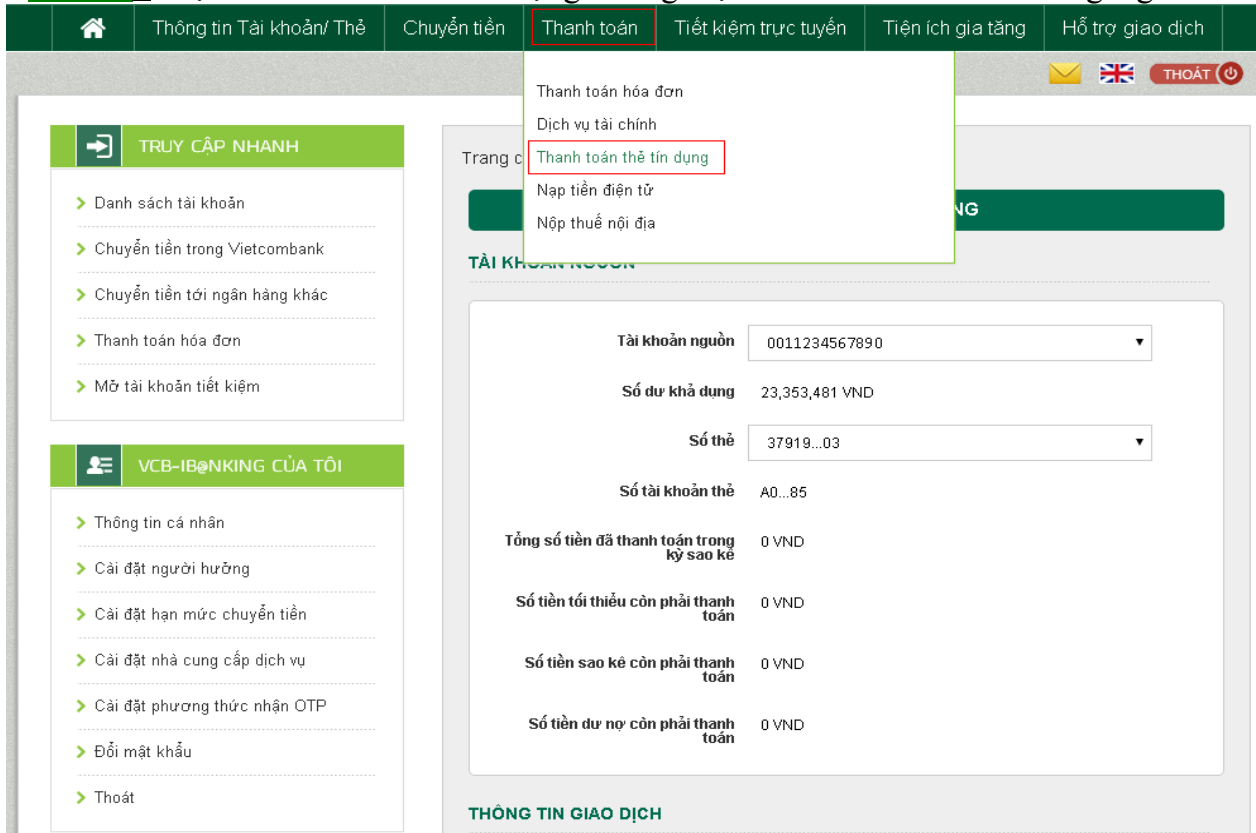 Thông tin Tài khoản/ Thẻ
Chuyển tiền
Thanh toán
Tiết kiệm trực tuyến
Tiện ích gia tăng
Hỗ trợ giao dịch
THOÁT
Thanh toán hóa đơn
Dịch vụ tài chính
Thanh toán thẻ tín dụng
Nạp tiền điện tử
Nộp thuế nội địa
TRUY CẬP NHANH
Danh sách tài khoản
Chuyển tiền trong Vietcombank
Chuyển tiền tới ngân hàng khác
Thanh toán hóa đơn
Mở tài khoản tiết kiệm
VCB-IB@NKING CỦA TÔI
Thông tin cá nhân
Cài đặt người hưởng
Cài đặt hạn mức chuyển tiền
Cài đặt nhà cung cấp dịch vụ
Cài đặt phương thức nhận OTP
Đổi mật khẩu
Thoát
Trang c
NG
TÀI KHOẢN NGUỒN
Tài khoản nguồn 0011234567890
Số dư khả dụng 23,353,481 VND
Số thẻ 37919...03
Số tài khoản thẻ A0...85
Tổng số tiền đã thanh toán trong 0 VND
kỳ sao kê
Số tiền tối thiểu còn phải thanh 0 VND
toán
Số tiền sao kê còn phải thanh 0 VND
toán
Số tiền dư nợ còn phải thanh 0 VND
toán
THÔNG TIN GIAO DỊCH